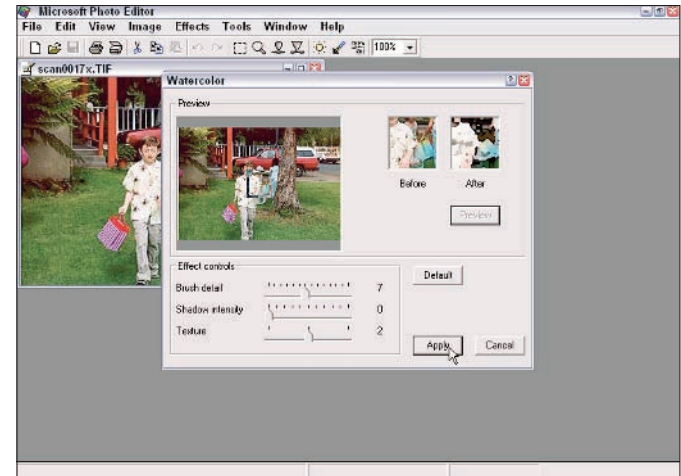 Microsoft Photo Editor
File Edit View Image Effects Tools Window Help
100%
scan0017x.TIF
Watercolor
Preview
Before After
Preview
Effect controls
Brush detail 7
Default
Shadow intensity 0
Texture 2
Apply Cancel